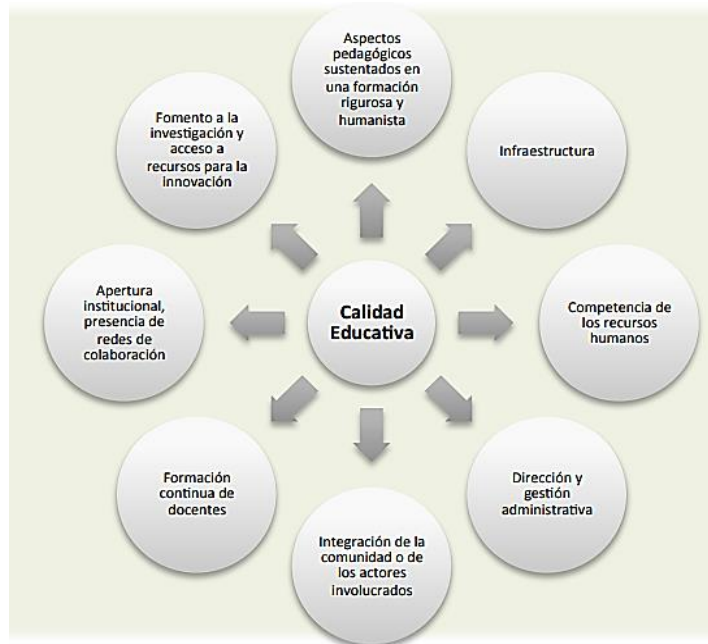 Aspectos
pedagógicos
sustentados en
una formación
rigurosa y
humanista
Infraestructura
Competencia de
los recursos
humanos
Dirección y
gestión
administrativa
Integración de la
comunidad o de
los actores
involucrados
Formación
continua de
docentes
Apertura
institucional,
presencia de
redes de
colaboración
Fomento a la
investigación y
acceso a
recursos para la
innovación
Calidad
Educativa